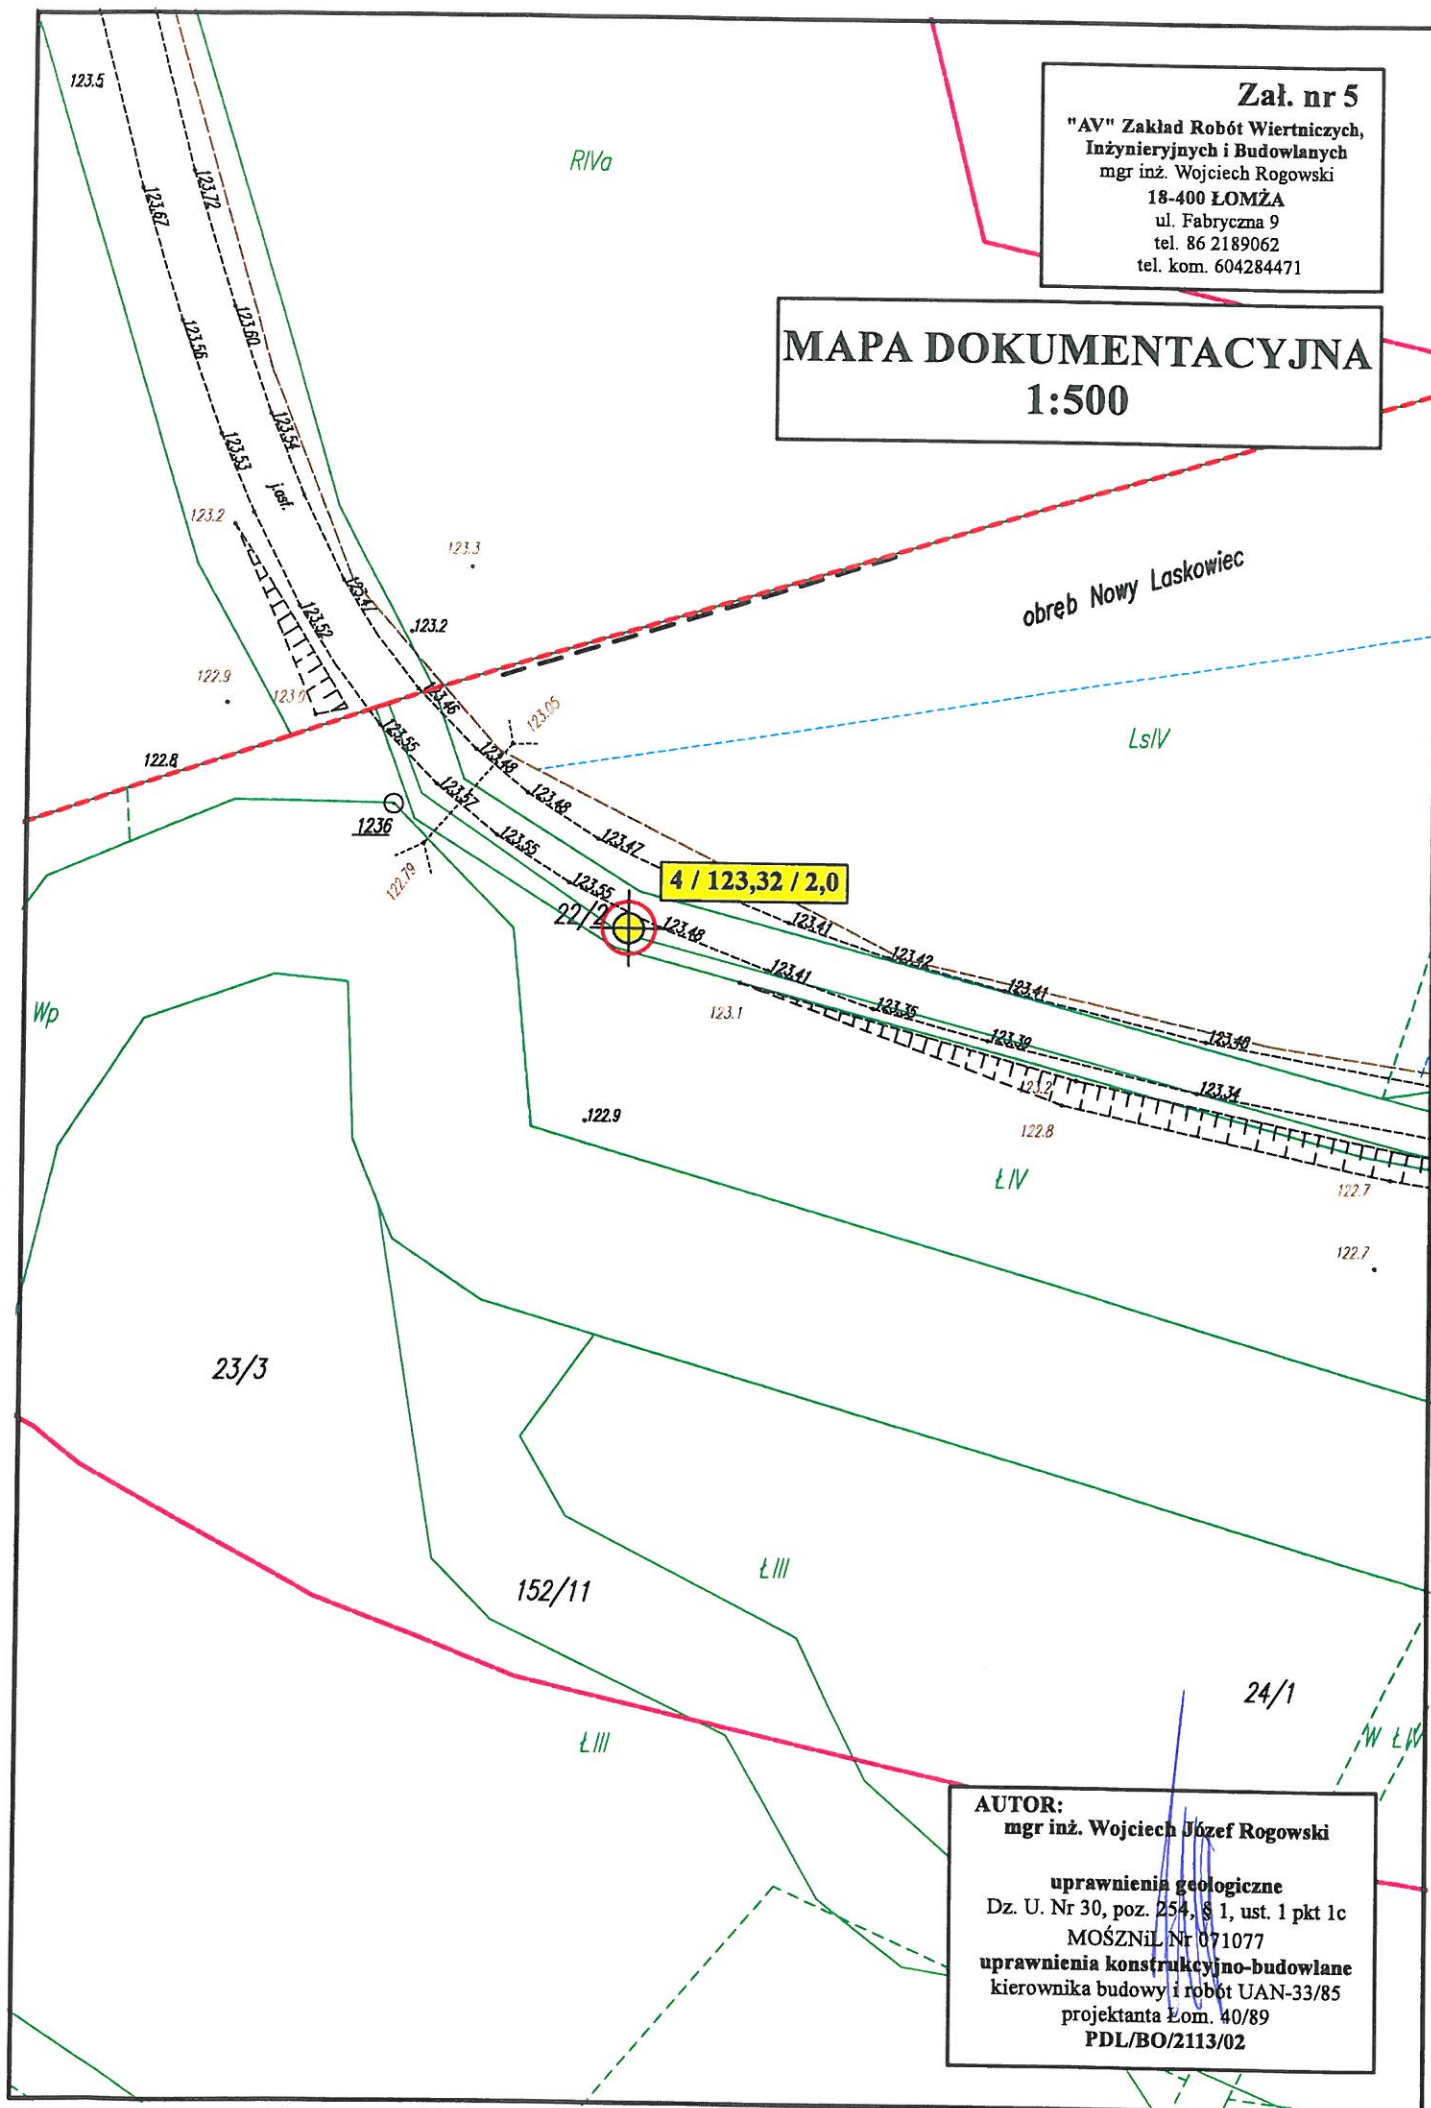 Zał. nr 5
"AV" Zakład Robót Wiertniczych,
Inżynieryjnych i Budowlanych
mgr inż. Wojciech Rogowski
18-400 ŁOMŻA
ul. Fabryczna 9
tel. 86 2189062
tel. kom. 604284471
MAPA DOKUMENTACYJNA
1:500
123.5
RIVa
123.67
123.72
123.56
123.60
123.53
123.54
j.asf.
123.2
123.3
123.47
123.52
123.2
obręb Nowy Laskowiec
122.9
123.0
123.46
123.05
122.8
123.55
123.48
LsIV
123.57
123.48
1236
123.55
123.47
122.79
123.55
4 / 123,32 / 2,0
22/2
123.48
123.41
123.42
123.41
123.41
123.35
123.39
123.40
Wp
123.1
123.2
123.34
122.9
122.8
ŁIV
122.7
122.7
23/3
152/11
ŁIII
24/1
ŁIII
W ŁIV
AUTOR:
mgr inż. Wojciech Józef Rogowski
uprawnienia geologiczne
Dz. U. Nr 30, poz. 254, § 1, ust. 1 pkt 1c
MOŚZNiL Nr 071077
uprawnienia konstrukcyjno-budowlane
kierownika budowy i robót UAN-33/85
projektanta Łom. 40/89
PDL/BO/2113/02